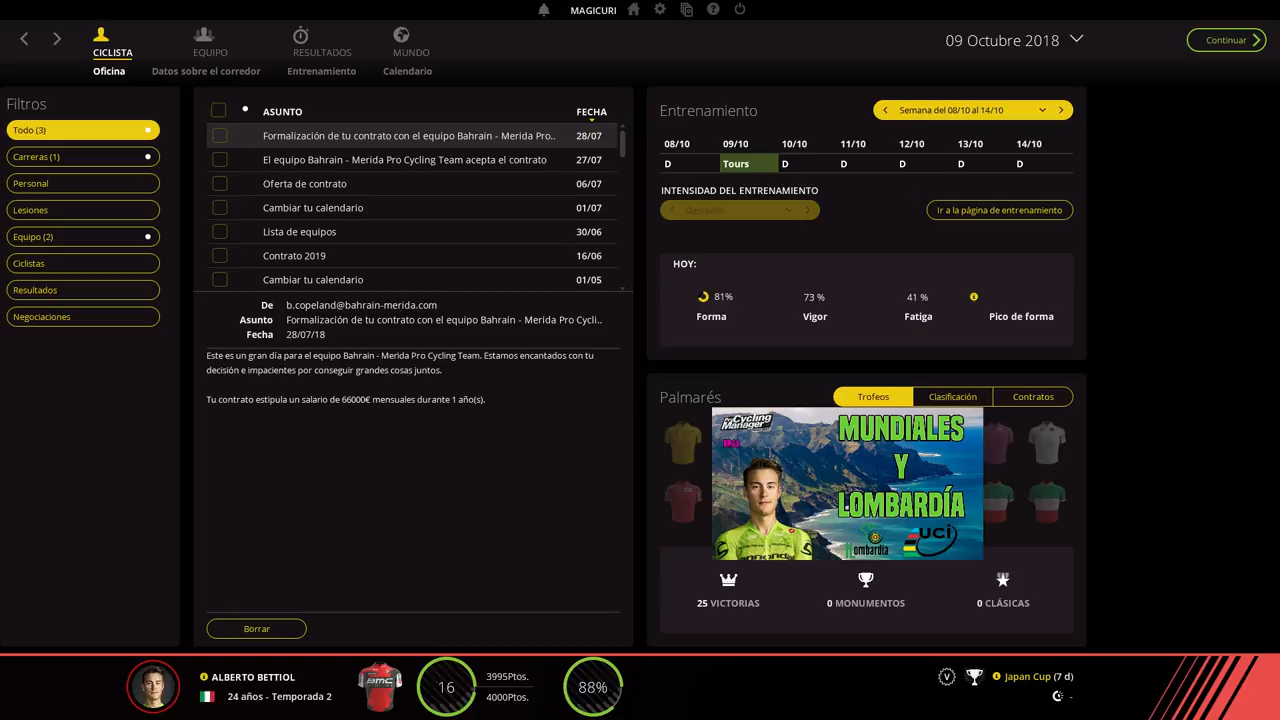 MAGICURI
CICLISTA
EQUIPO
RESULTADOS
MUNDO
09 Octubre 2018
Continuar
Oficina
Datos sobre el corredor
Entrenamiento
Calendario
Filtros
Todo (3)
Carreras (1)
Personal
Lesiones
Equipo (2)
Ciclistas
Resultados
Negociaciones
ASUNTO FECHA
Formalización de tu contrato con el equipo Bahrain - Merida Pro.. 28/07
El equipo Bahrain - Merida Pro Cycling Team acepta el contrato 27/07
Oferta de contrato 06/07
Cambiar tu calendario 01/07
Lista de equipos 30/06
Contrato 2019 16/06
Cambiar tu calendario 01/05
De b.copeland@bahrain-merida.com
Asunto Formalización de tu contrato con el equipo Bahrain - Merida Pro Cycli..
Fecha 28/07/18
Este es un gran día para el equipo Bahrain - Merida Pro Cycling Team. Estamos encantados con tu
decisión e impacientes por conseguir grandes cosas juntos.
Tu contrato estipula un salario de 66000€ mensuales durante 1 año(s).
Borrar
Entrenamiento
Semana del 08/10 al 14/10
08/10 09/10 10/10 11/10 12/10 13/10 14/10
D Tours D D D D D
INTENSIDAD DEL ENTRENAMIENTO
Descanso
Ir a la página de entrenamiento
HOY:
81% 73 % 41 %
Forma Vigor Fatiga Pico de forma
Palmarés
Trofeos Clasificación Contratos
Pro Cycling
Manager
MUNDIALES
Y
LOMBARDÍA
cannondale
Il Lombardia
UCI
25 VICTORIAS
0 MONUMENTOS
0 CLÁSICAS
ALBERTO BETTIOL
24 años - Temporada 2
BMC
16
3995Ptos.
4000Ptos.
88%
V
Japan Cup (7 d)
-